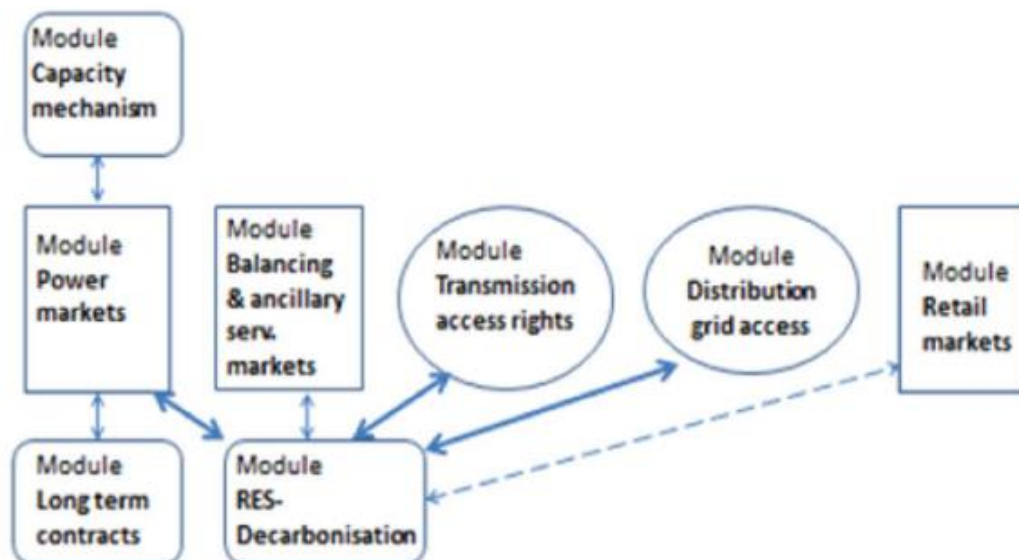 Module
Capacity
mechanism
Module
Power
markets
Module
Balancing
& ancillary
serv.
markets
Module
Transmission
access rights
Module
Distribution
grid access
Module
Retail
markets
Module
Long term
contracts
Module
RES-
Decarbonisation